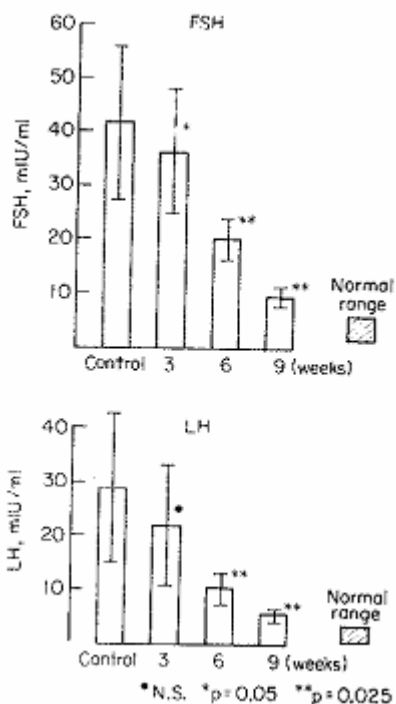 FSH
60
50
40
30
20
10
FSH, mIU/ml
*
**
**
Normal
range
Control 3 6 9 (weeks)
LH
40
30
20
10
LH, mIU/ml
•
**
**
Normal
range
Control 3 6 9 (weeks)
•N.S. *p=0.05 **p=0.025